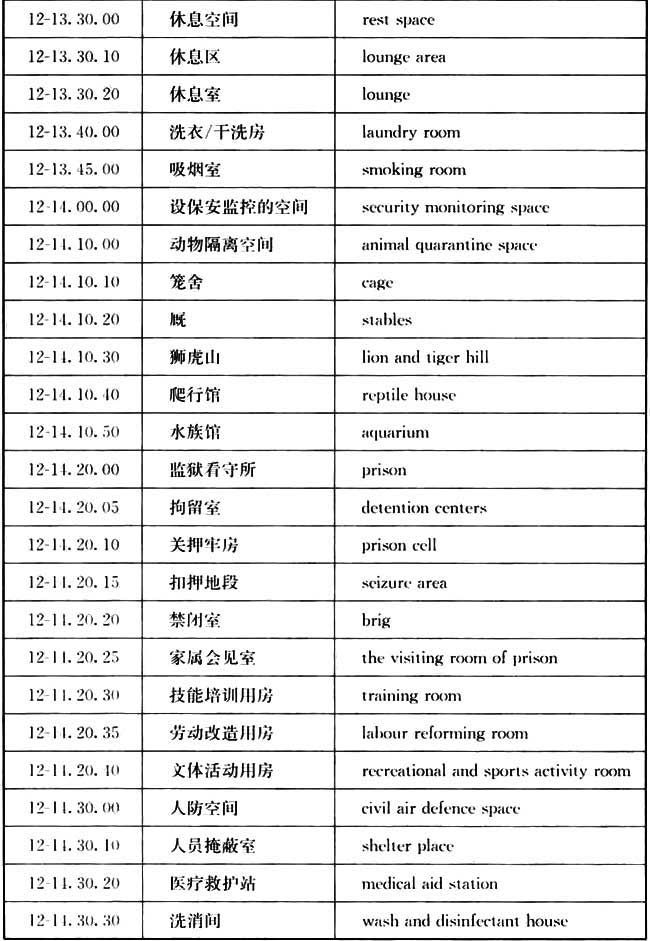 12-13.30.00 休息空间 rest space
12-13.30.10 休息区 lounge area
12-13.30.20 休息室 lounge
12-13.40.00 洗衣/干洗房 laundry room
12-13.45.00 吸烟室 smoking room
12-14.00.00 设保安监控的空间 security monitoring space
12-14.10.00 动物隔离空间 animal quarantine space
12-14.10.10 笼舍 cage
12-14.10.20 厩 stables
12-14.10.30 狮虎山 lion and tiger hill
12-14.10.40 爬行馆 reptile house
12-14.10.50 水族馆 aquarium
12-14.20.00 监狱看守所 prison
12-14.20.05 拘留室 detention centers
12-14.20.10 关押牢房 prison cell
12-14.20.15 扣押地段 seizure area
12-14.20.20 禁闭室 brig
12-14.20.25 家属会见室 the visiting room of prison
12-14.20.30 技能培训用房 training room
12-14.20.35 劳动改造用房 labour reforming room
12-14.20.40 文体活动用房 recreational and sports activity room
12-14.30.00 人防空间 civil air defence space
12-14.30.10 人员掩蔽室 shelter place
12-14.30.20 医疗救护站 medical aid station
12-14.30.30 洗消间 wash and disinfectant house